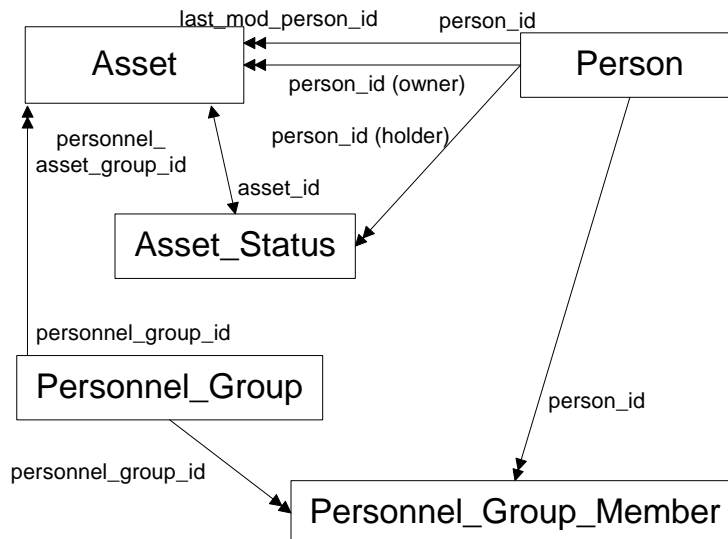 last_mod_person_id
person_id
Asset
Person
person_id (owner)
personnel_
asset_group_id
person_id (holder)
asset_id
Asset_Status
personnel_group_id
Personnel_Group
person_id
personnel_group_id
Personnel_Group_Member